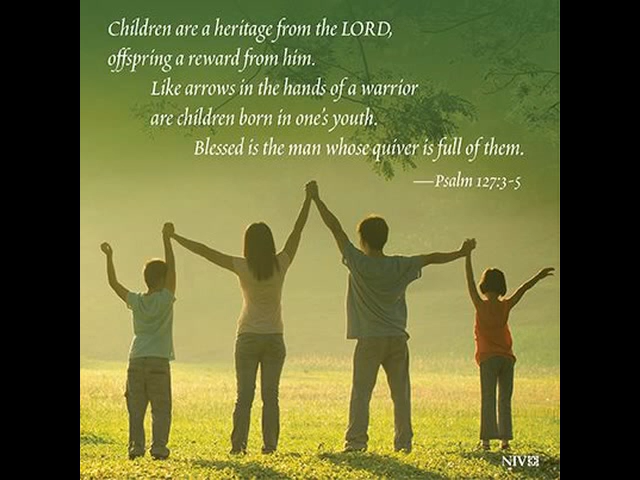 Children are a heritage from the LORD,
offspring a reward from him.
Like arrows in the hands of a warrior
are children born in one's youth.
Blessed is the man whose quiver is full of them.
—Psalm 127:3-5
NIV